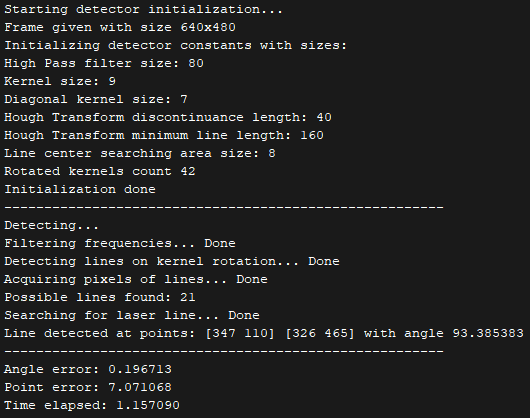 Starting detector initialization...
Frame given with size 640x480
Initializing detector constants with sizes:
High Pass filter size: 80
Kernel size: 9
Diagonal kernel size: 7
Hough Transform discontinuance length: 40
Hough Transform minimum line length: 160
Line center searching area size: 8
Rotated kernels count 42
Initialization done
-------------------------------------------------------
Detecting...
Filtering frequencies... Done
Detecting lines on kernel rotation... Done
Acquiring pixels of lines... Done
Possible lines found: 21
Searching for laser line... Done
Line detected at points: [347 110] [326 465] with angle 93.385383
-------------------------------------------------------
Angle error: 0.196713
Point error: 7.071068
Time elapsed: 1.157090